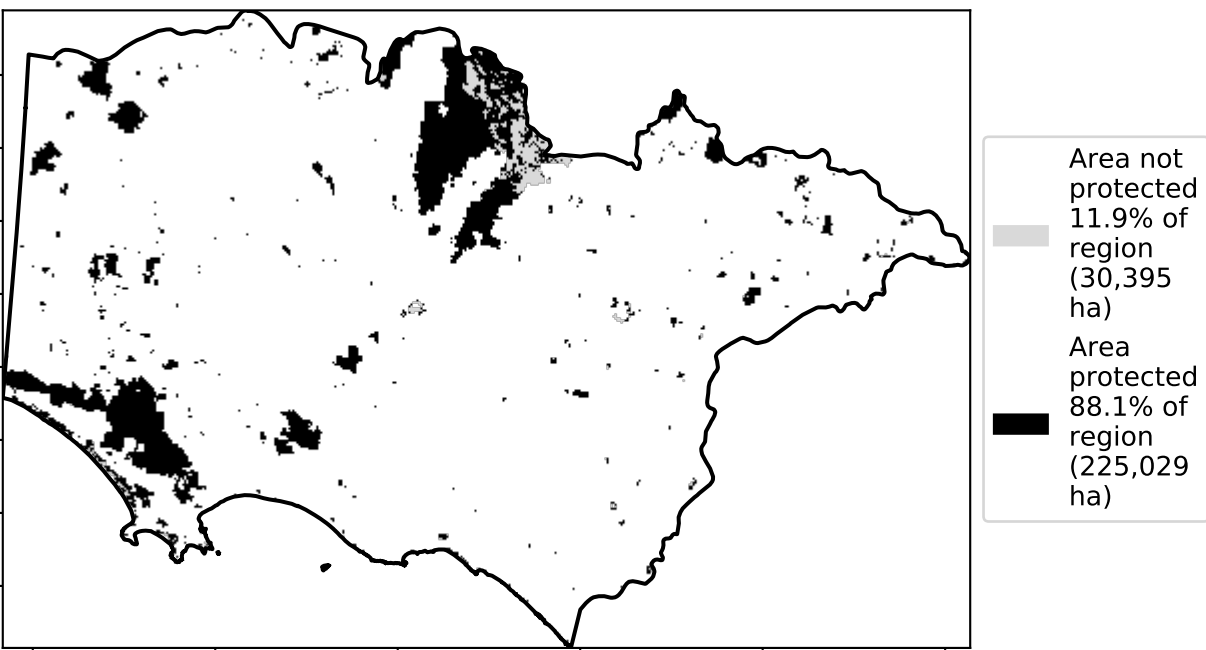 Area not
protected
11.9% of
region
(30,395
ha)
Area
protected
88.1% of
region
(225,029
ha)